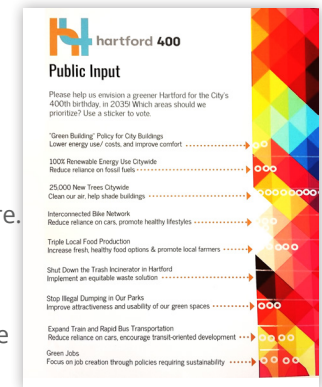 hartford 400
Public Input
Please help us envision a greener Hartford for the City's
400th birthday, in 2035! Which areas should we
prioritize? Use a sticker to vote.
"Green Building" Policy for City Buildings
Lower energy use/ costs, and improve comfort
100% Renewable Energy Use Citywide
Reduce reliance on fossil fuels
25,000 New Trees Citywide
Clean our air, help shade buildings
re.
Interconnected Bike Network
Reduce reliance on cars, promote healthy lifestyles
Triple Local Food Production
Increase fresh, healthy food options & promote local farmers
Shut Down the Trash Incinerator in Hartford
Implement an equitable waste solution
Stop Illegal Dumping in Our Parks
Improve attractiveness and usability of our green spaces
e
Expand Train and Rapid Bus Transportation
Reduce reliance on cars, encourage transit-oriented development
Green Jobs
Focus on job creation through policies requiring sustainability